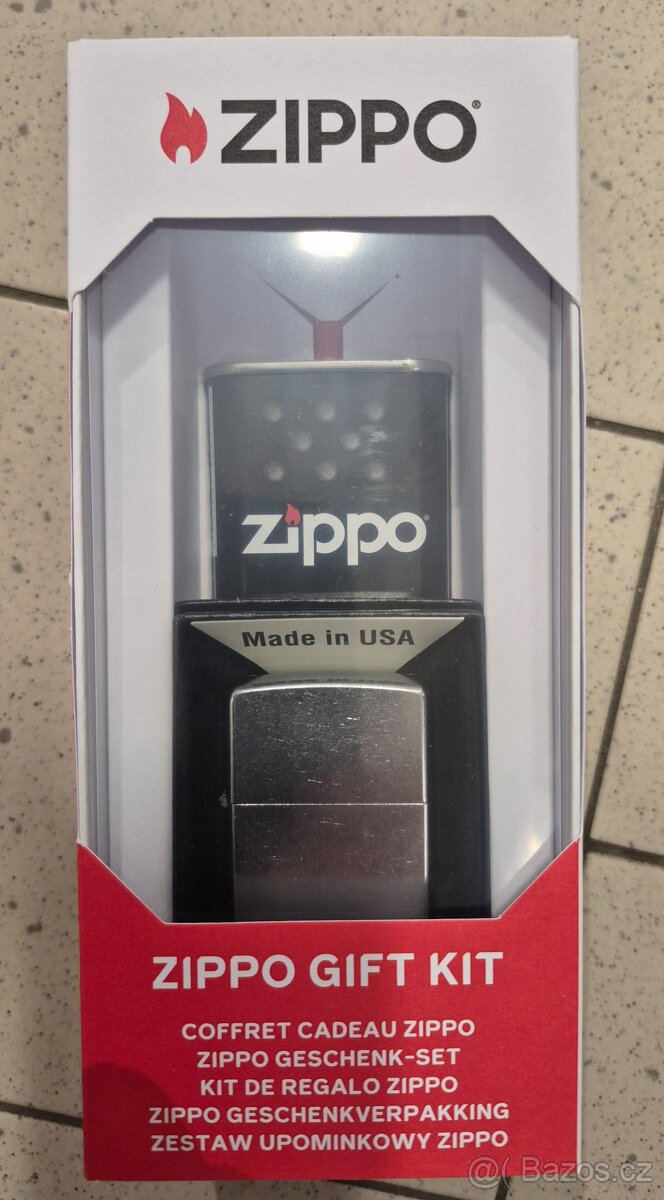 ZIPPO®
zippo®
Made in USA
ZIPPO GIFT KIT
COFFRET CADEAU ZIPPO
ZIPPO GESCHENK-SET
KIT DE REGALO ZIPPO
ZIPPO GESCHENKVERPAKKING
ZESTAW UPOMINKOWY ZIPPO
@( Bazos.cz